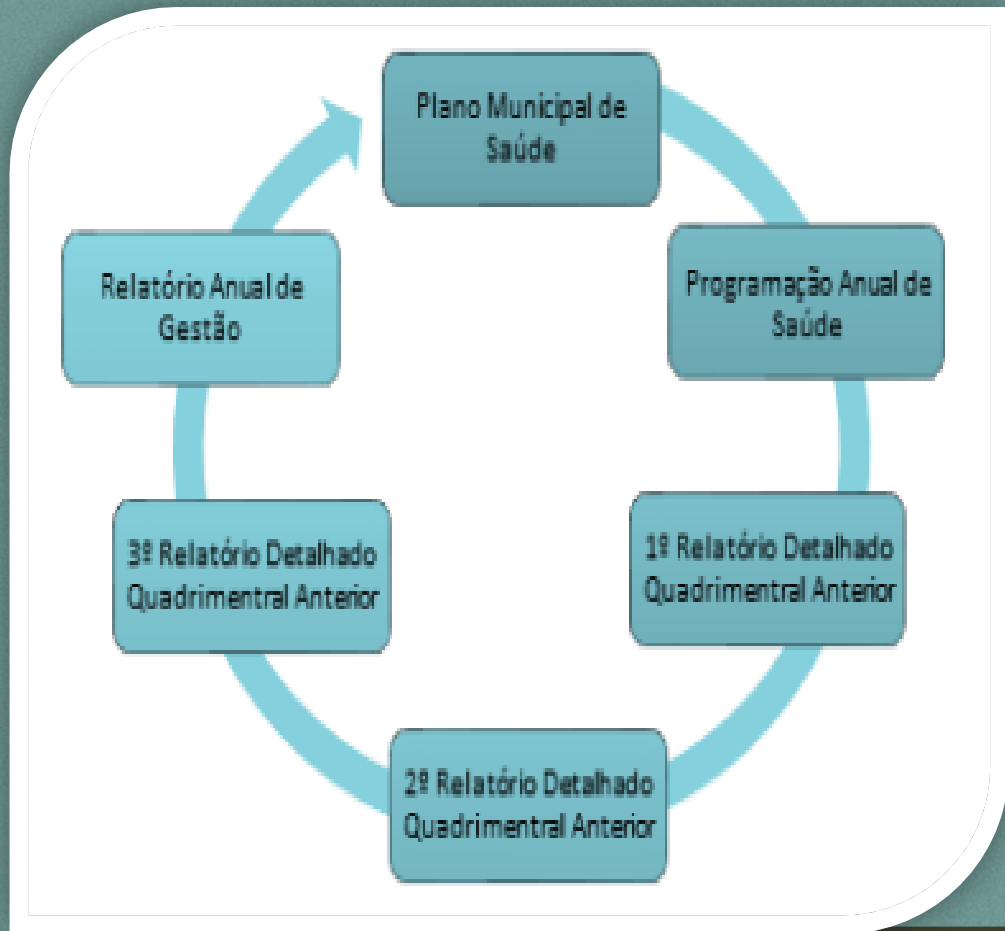 Plano Municipal de
Saúde
Programação Anual de
Saúde
1º Relatório Detalhado
Quadrimentral Anterior
2º Relatório Detalhado
Quadrimentral Anterior
3º Relatório Detalhado
Quadrimentral Anterior
Relatório Anual de
Gestão